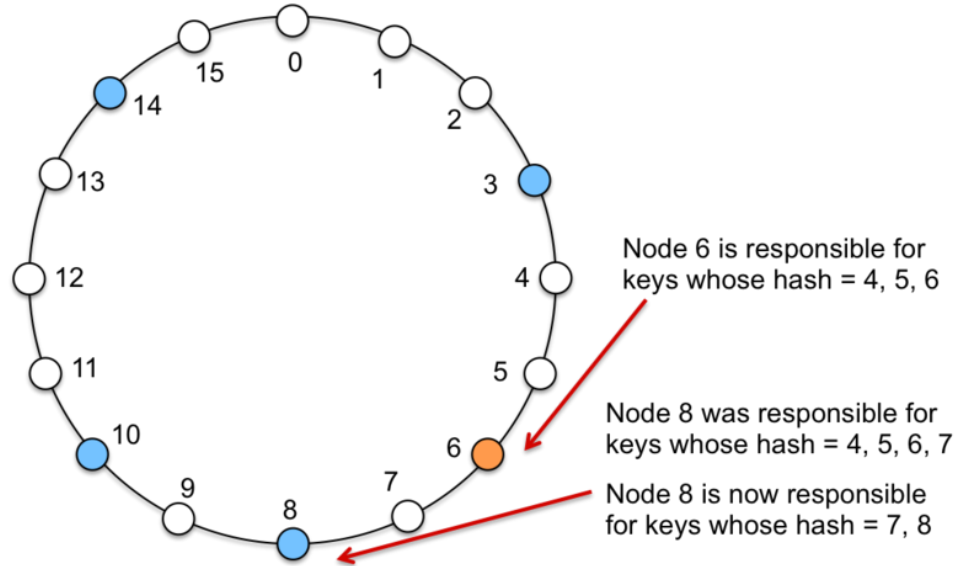 0
1
2
3
4
5
6
7
8
9
10
11
12
13
14
15
Node 6 is responsible for
keys whose hash = 4, 5, 6
Node 8 was responsible for
keys whose hash = 4, 5, 6, 7
Node 8 is now responsible
for keys whose hash = 7, 8